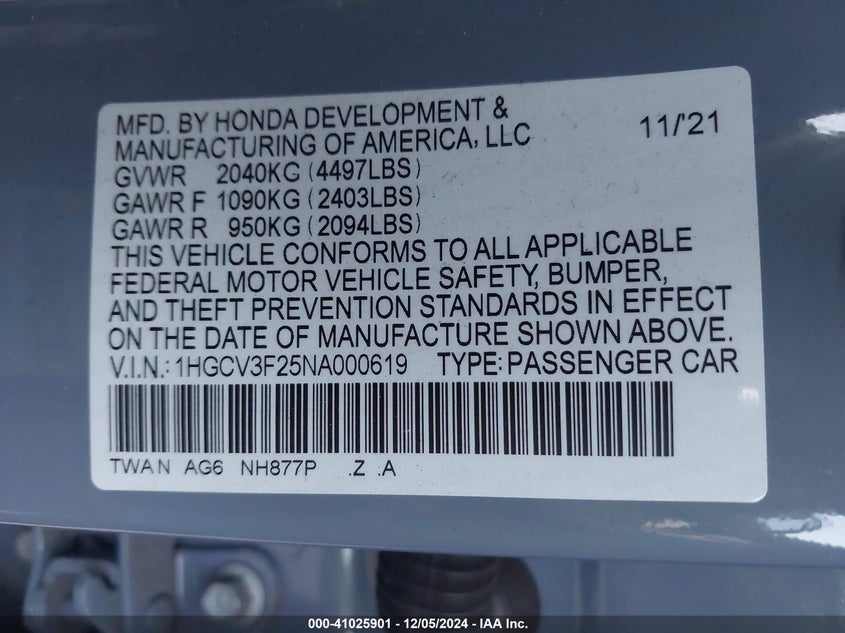 MFD. BY HONDA DEVELOPMENT &
MANUFACTURING OF AMERICA, LLC 11/'21
GVWR 2040KG (4497LBS)
GAWR F 1090KG (2403LBS)
GAWR R 950KG (2094LBS)
THIS VEHICLE CONFORMS TO ALL APPLICABLE
FEDERAL MOTOR VEHICLE SAFETY, BUMPER,
AND THEFT PREVENTION STANDARDS IN EFFECT
ON THE DATE OF MANUFACTURE SHOWN ABOVE.
V.I.N.: 1HGCV3F25NA000619 TYPE: PASSENGER CAR
TWA N AG6 NH877P .Z .A
000-41025901 - 12/05/2024 - IAA Inc.